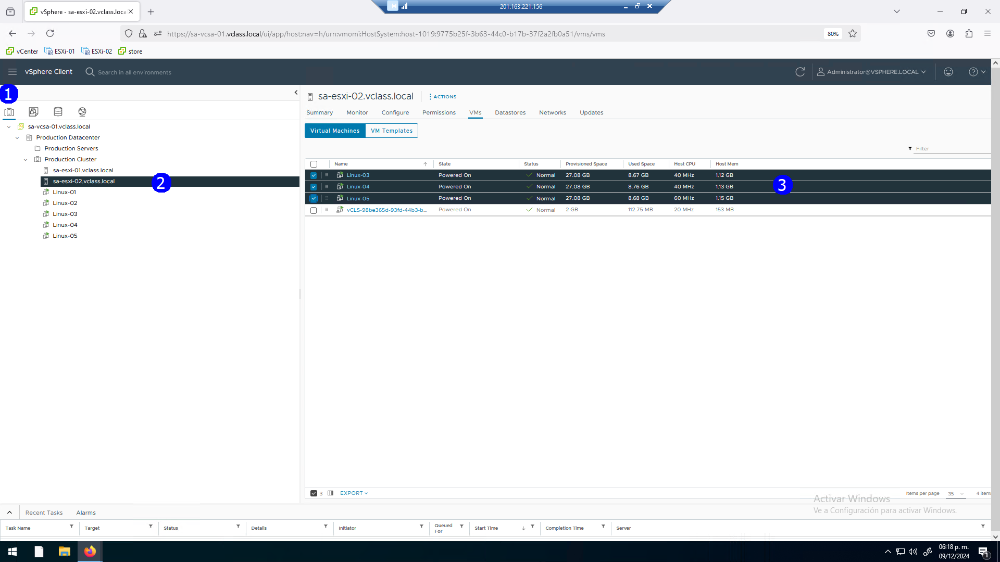 vSphere - sa-esxi-02.vclass.loca
201.163.221.156
https://sa-vcsa-01.vclass.local/ui/app/host;nav=h/urn:vmomi:HostSystem:host-1019:9775b25f-3b63-44c0-b17b-37f2a2fb0a51/vms/vms
80%
vCenter ESXi-01 ESXi-02 store
vSphere Client Search in all environments Administrator@VSPHERE.LOCAL
1
sa-esxi-02.vclass.local ACTIONS
Summary Monitor Configure Permissions VMs Datastores Networks Updates
Virtual Machines VM Templates
Filter
sa-vcsa-01.vclass.local
Production Datacenter
Production Servers
Production Cluster
sa-esxi-01.vclass.local
sa-esxi-02.vclass.local
2
Linux-01
Linux-02
Linux-03
Linux-04
Linux-05
Name State Status Provisioned Space Used Space Host CPU Host Mem
Linux-03 Powered On Normal 27.08 GB 8.67 GB 40 MHz 1.12 GB
Linux-04 Powered On Normal 27.08 GB 8.76 GB 40 MHz 1.13 GB
3
Linux-05 Powered On Normal 27.08 GB 8.68 GB 60 MHz 1.15 GB
vCLS-98be365d-93fd-44b3-b... Powered On Normal 2 GB 112.75 MB 20 MHz 153 MB
3 EXPORT Items per page 35 4 items
Activar Windows
Ve a Configuración para activar Windows.
Recent Tasks Alarms
Task Name Target Status Details Initiator Queued For Start Time Completion Time Server
06:18 p. m.
09/12/2024
1